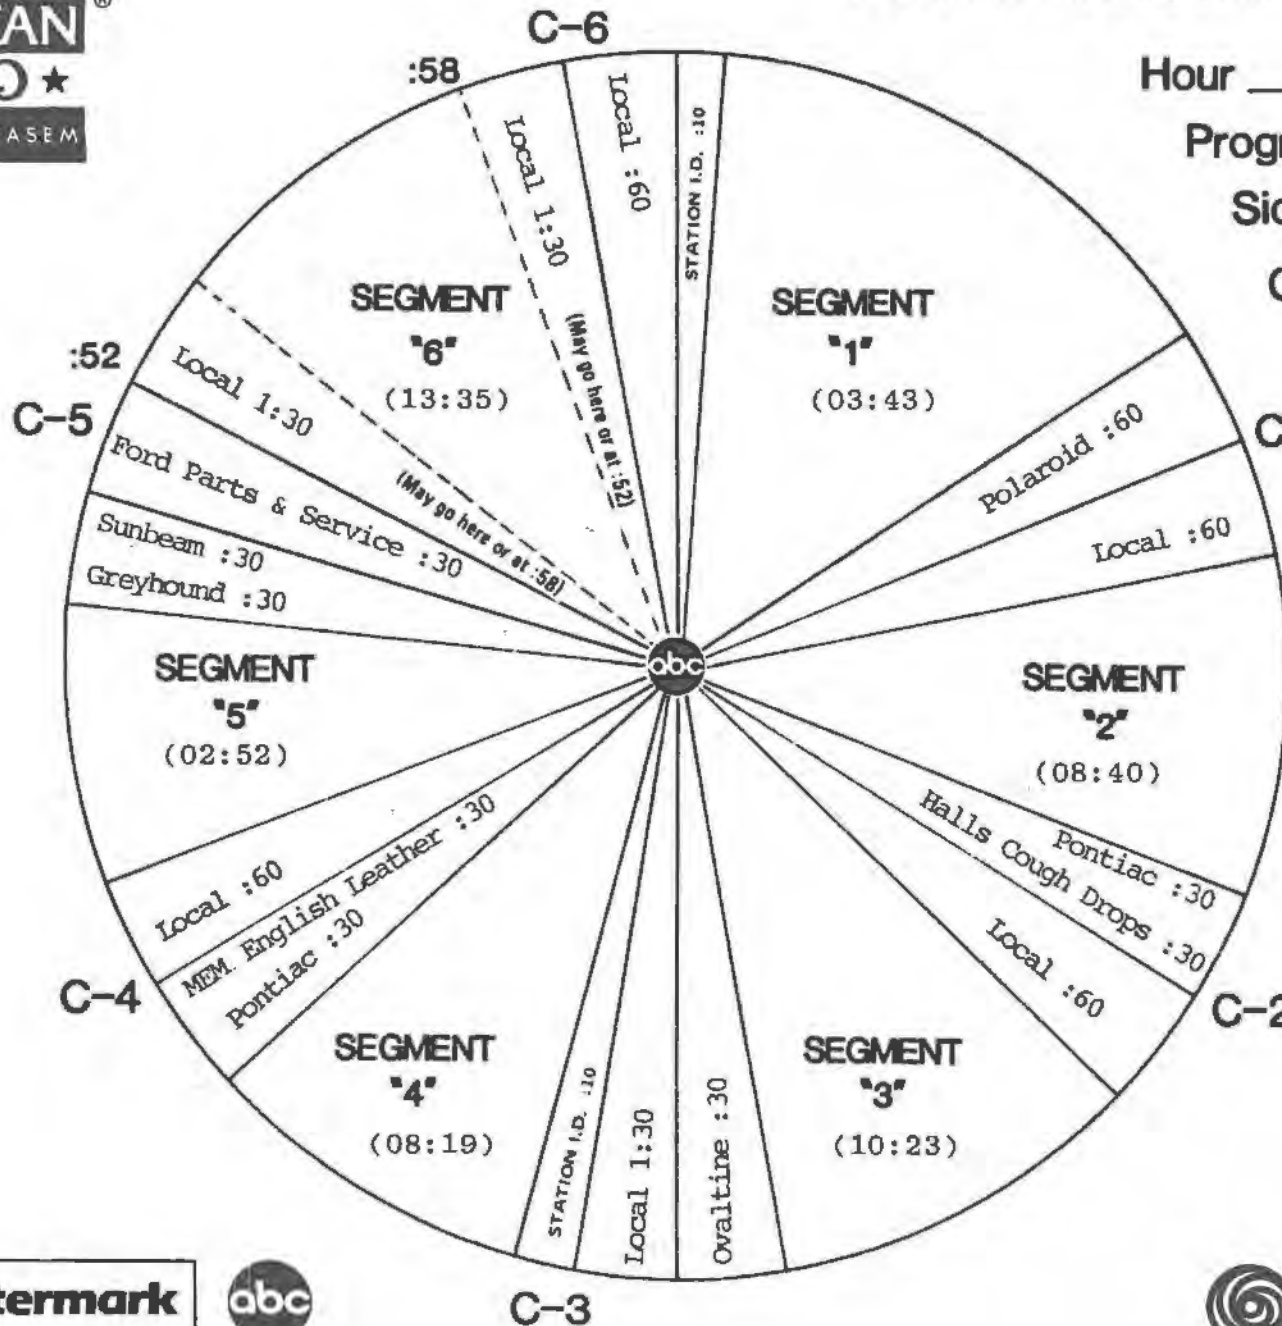 ®
C-6
:58
Hour
Local :60
STATION I.D. :10
Local 1:30
(May go here or at :52)
SEGMENT
"1"
(03:43)
Polaroid :60
Local :60
SEGMENT
"2"
(08:40)
Pontiac :30
Halls Cough Drops :30
C-2
Local :60
SEGMENT
"3"
(10:23)
Ovaltine :30
C-3
Local 1:30
STATION I.D. :10
SEGMENT
"4"
(08:19)
Pontiac :30
MEM. English Leather :30
C-4
Local :60
SEGMENT
"5"
(02:52)
Greyhound :30
Sunbeam :30
Ford Parts & Service :30
C-5
:52
Local 1:30
(May go here or at :58)
SEGMENT
"6"
(13:35)
abc
abc